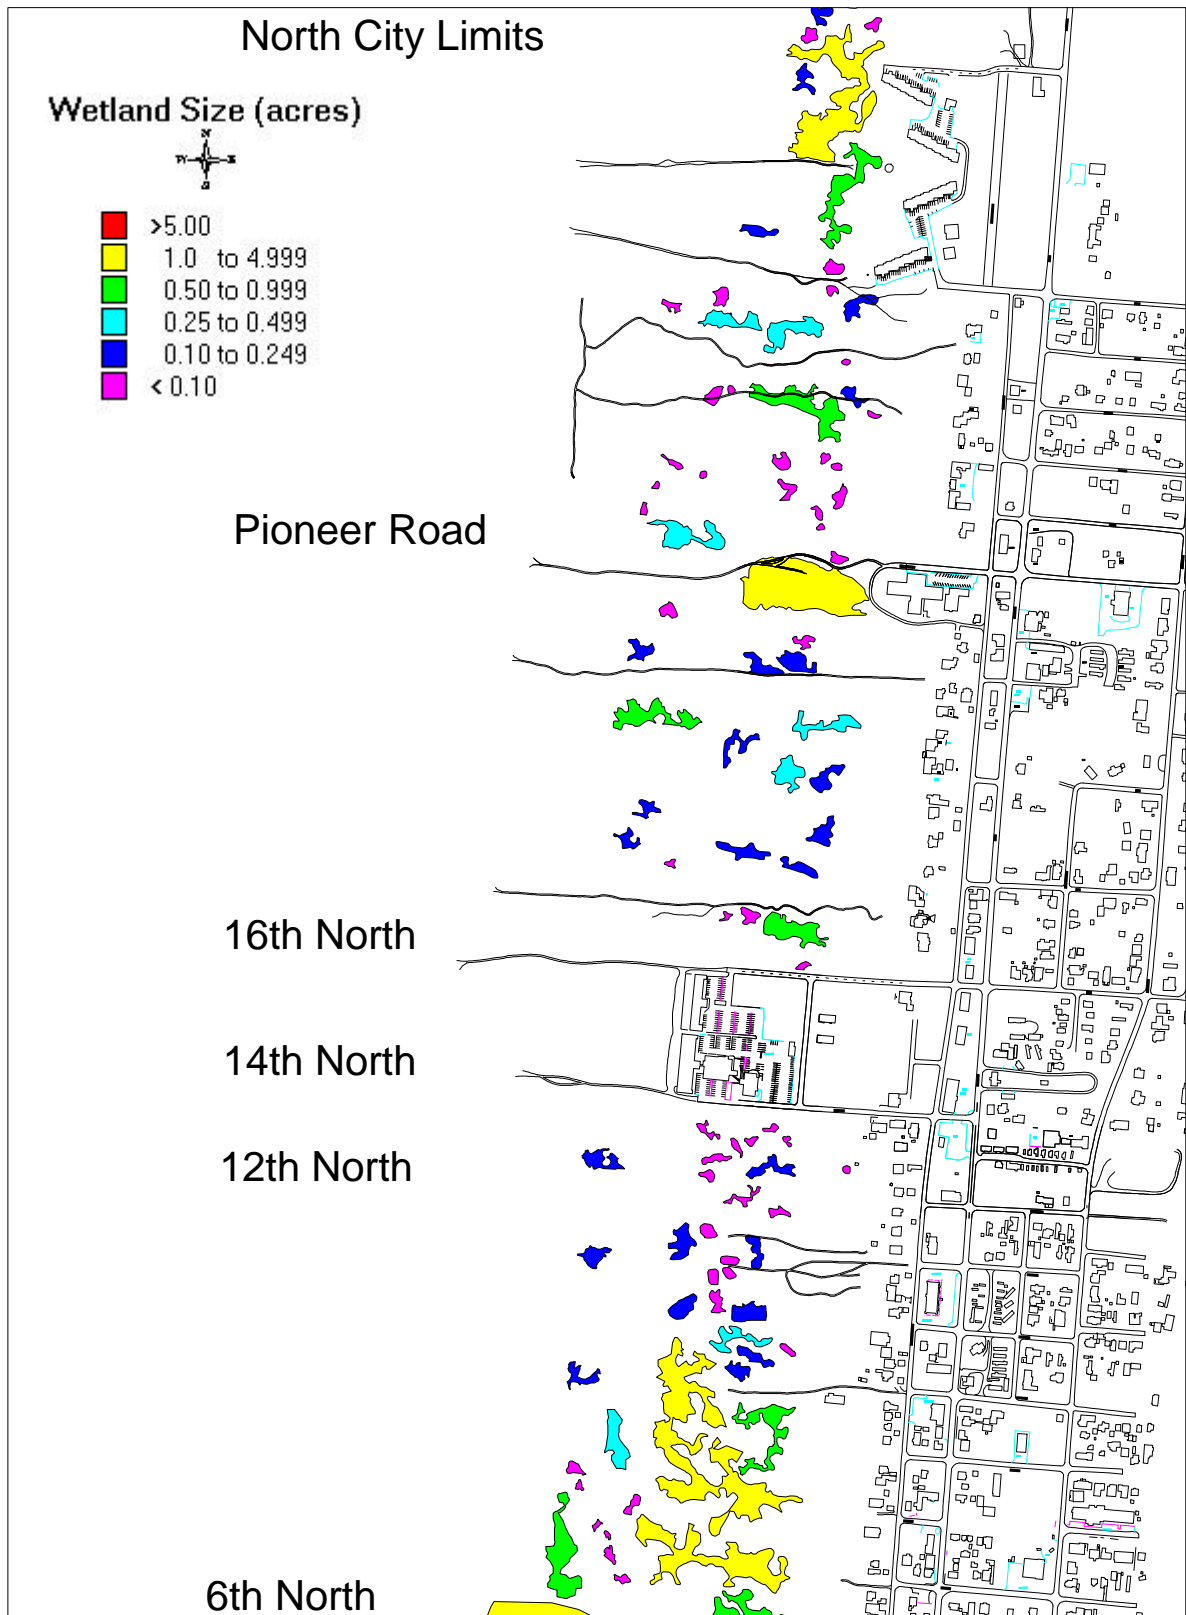 North City Limits
Wetland Size (acres)
N
W E
S
>5.00
1.0 to 4.999
0.50 to 0.999
0.25 to 0.499
0.10 to 0.249
< 0.10
Pioneer Road
16th North
14th North
12th North
6th North